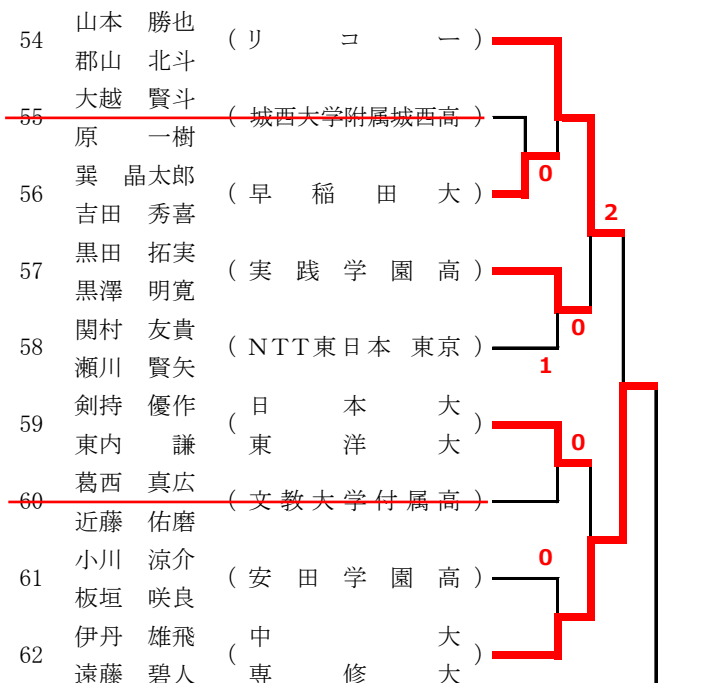 54 山本 勝也 (リコー)
郡山 北斗
55 大越 賢斗 (城西大学附属城西高)
原 一樹
56 巽 晶太郎 (早稲田大) 0
吉田 秀喜 2
57 黒田 拓実 (実践学園高)
黒澤 明寛
0
58 関村 友貴 (NTT東日本 東京)
瀬川 賢矢 1
59 剣持 優作 (日本大
東内 謙 東洋大) 0
60 葛西 真広 (文教大学付属高)
近藤 佑磨
61 小川 涼介 (安田学園高) 0
板垣 咲良
62 伊丹 雄飛 (中大
遠藤 碧人 専修大)